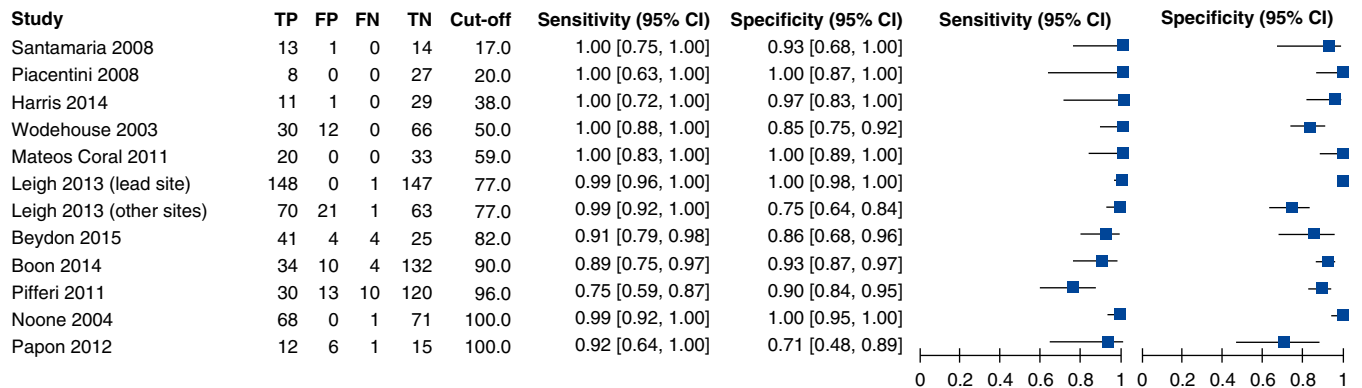 Study TP FP FN TN Cut-off Sensitivity (95% CI) Specificity (95% CI) Sensitivity (95% CI) Specificity (95% CI)
Santamaria 2008 13 1 0 14 17.0 1.00 [0.75, 1.00] 0.93 [0.68, 1.00]
Piacentini 2008 8 0 0 27 20.0 1.00 [0.63, 1.00] 1.00 [0.87, 1.00]
Harris 2014 11 1 0 29 38.0 1.00 [0.72, 1.00] 0.97 [0.83, 1.00]
Wodehouse 2003 30 12 0 66 50.0 1.00 [0.88, 1.00] 0.85 [0.75, 0.92]
Mateos Coral 2011 20 0 0 33 59.0 1.00 [0.83, 1.00] 1.00 [0.89, 1.00]
Leigh 2013 (lead site) 148 0 1 147 77.0 0.99 [0.96, 1.00] 1.00 [0.98, 1.00]
Leigh 2013 (other sites) 70 21 1 63 77.0 0.99 [0.92, 1.00] 0.75 [0.64, 0.84]
Beydon 2015 41 4 4 25 82.0 0.91 [0.79, 0.98] 0.86 [0.68, 0.96]
Boon 2014 34 10 4 132 90.0 0.89 [0.75, 0.97] 0.93 [0.87, 0.97]
Pifferi 2011 30 13 10 120 96.0 0.75 [0.59, 0.87] 0.90 [0.84, 0.95]
Noone 2004 68 0 1 71 100.0 0.99 [0.92, 1.00] 1.00 [0.95, 1.00]
Papon 2012 12 6 1 15 100.0 0.92 [0.64, 1.00] 0.71 [0.48, 0.89]
0 0.2 0.4 0.6 0.8 1 0 0.2 0.4 0.6 0.8 1